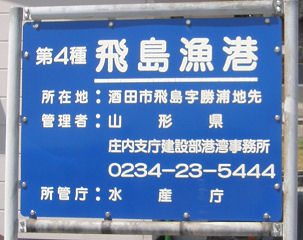 第4種 飛島漁港
所在地：酒田市飛島字勝浦地先
管理者：山形県
庄内支庁建設部港湾事務所
0234-23-5444
所管庁：水産庁